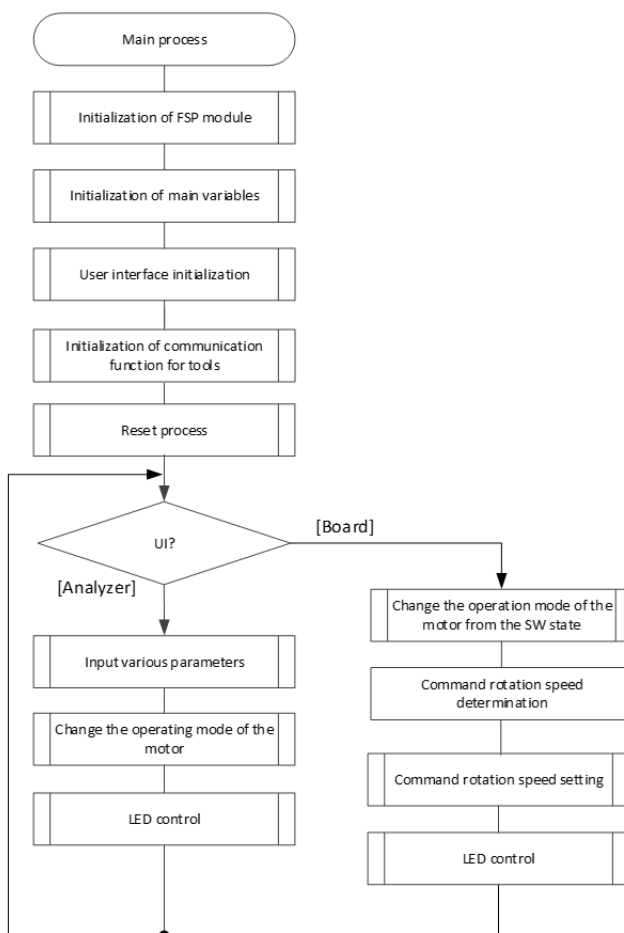 Main process
Initialization of FSP module
Initialization of main variables
User interface initialization
Initialization of communication
function for tools
Reset process
UI?
[Board]
[Analyzer]
Input various parameters
Change the operating mode of the
motor
LED control
Change the operation mode of the
motor from the SW state
Command rotation speed
determination
Command rotation speed setting
LED control